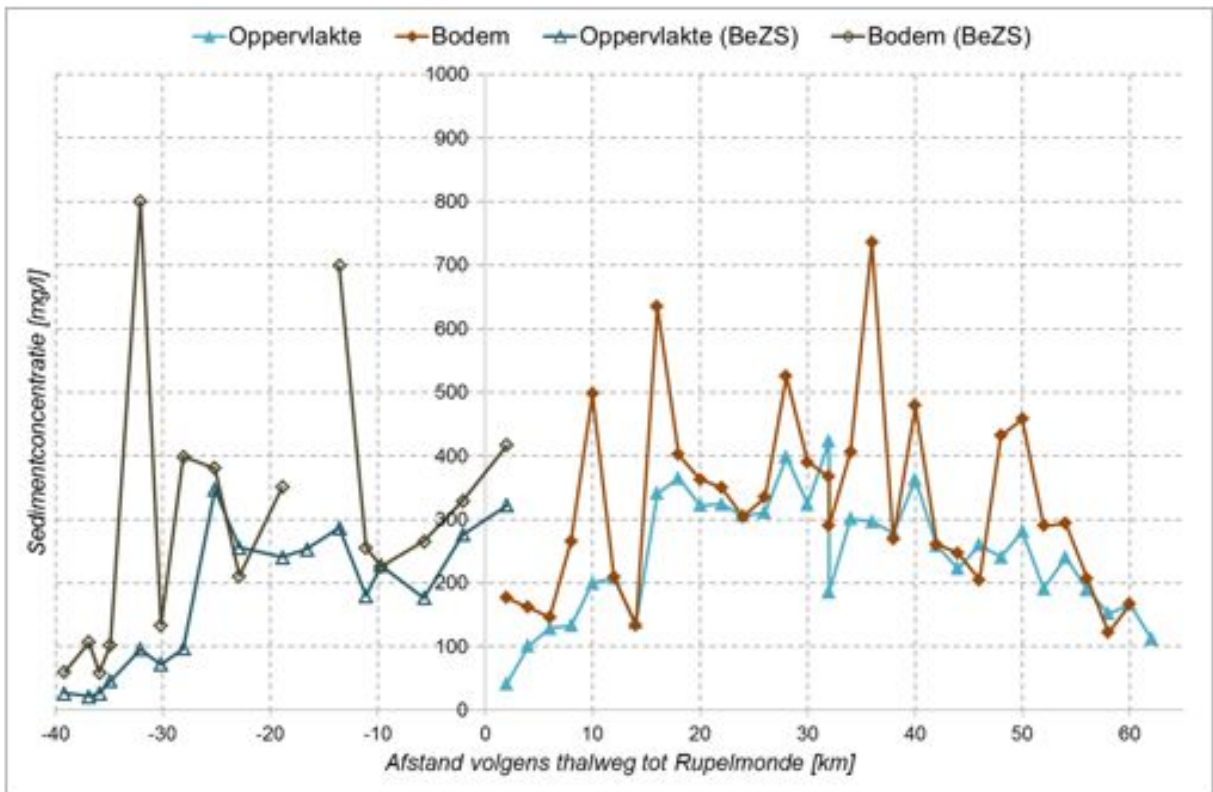 Oppervlakte Bodem Oppervlakte (BeZS) Bodem (BeZS)
1000
900
800
700
600
500
400
300
200
100
0
Sedimentconcentratie [mg/l]
-40 -30 -20 -10 0 10 20 30 40 50 60
Afstand volgens thalweg tot Rupelmonde [km]